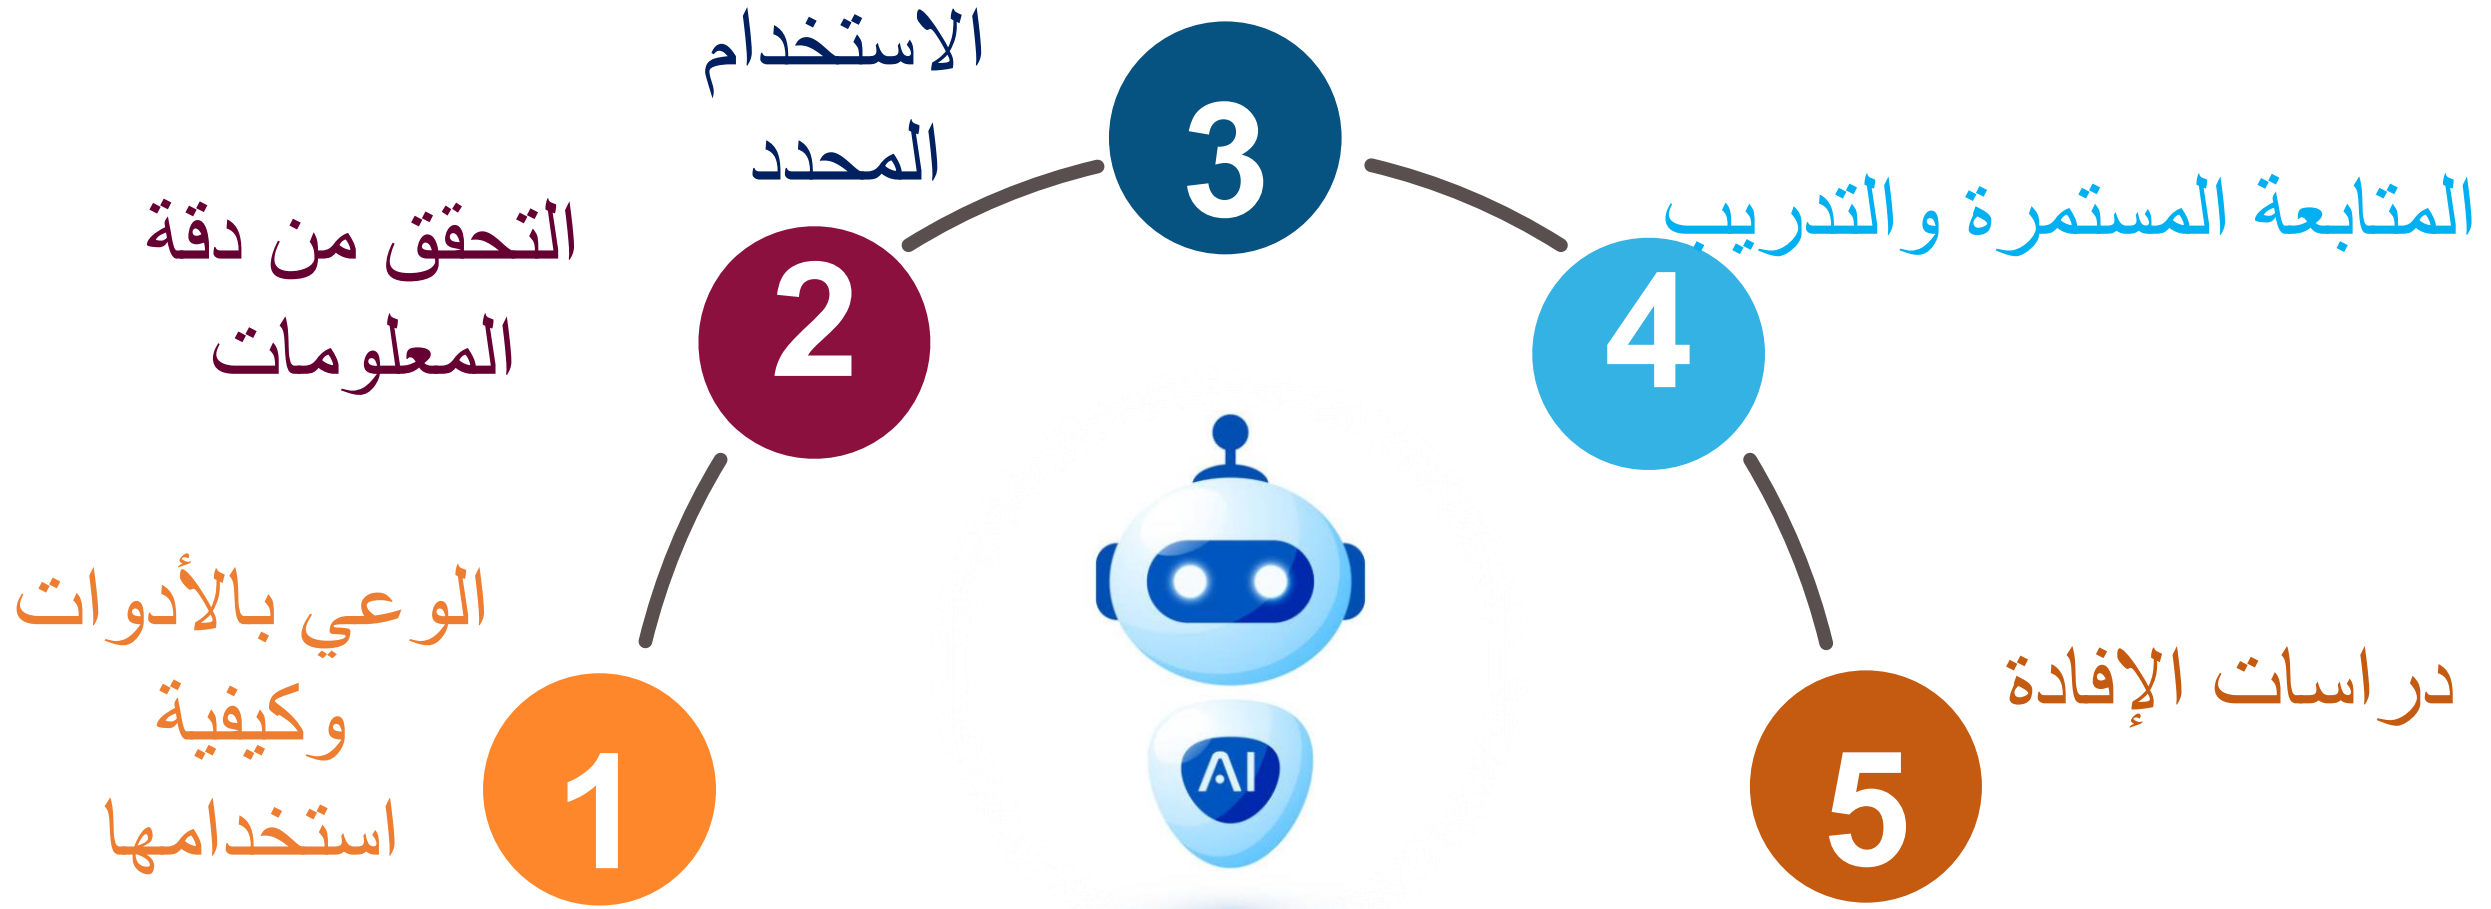 1
الوعي بالأدوات
وكيفية
استخدامها
2
التحقق من دقة
المعلومات
3
الاستخدام
المحدد
4
المتابعة المستمرة والتدريب
5
دراسات الإفادة
AI